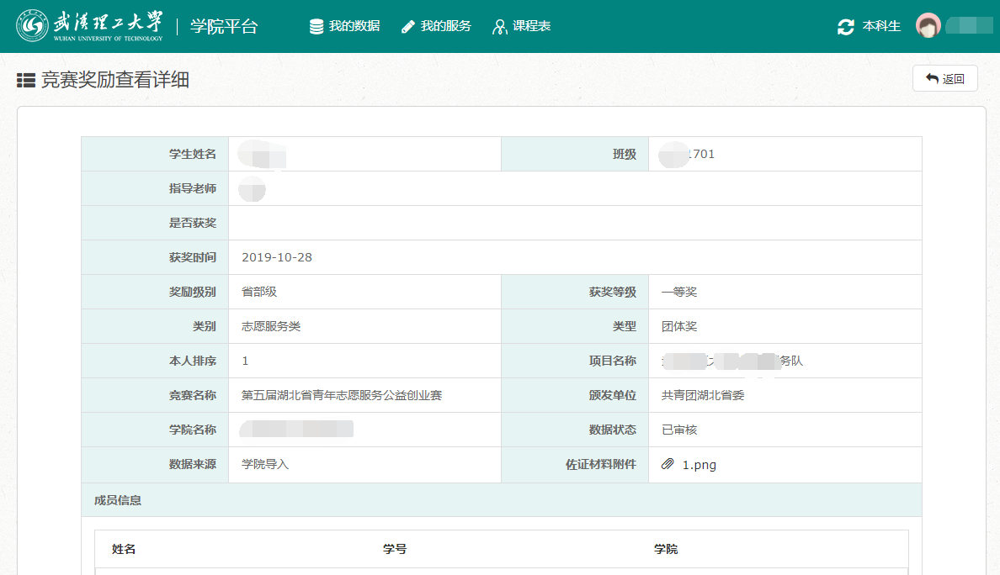 武汉理工大学
WUHAN UNIVERSITY OF TECHNOLOGY
学院平台
我的数据 我的服务 课程表
本科生
竞赛奖励查看详细
返回
学生姓名 班级 1701
指导老师
是否获奖
获奖时间 2019-10-28
奖励级别 省部级 获奖等级 一等奖
类别 志愿服务类 类型 团体奖
本人排序 1 项目名称 务队
竞赛名称 第五届湖北省青年志愿服务公益创业赛 颁发单位 共青团湖北省委
学院名称 数据状态 已审核
数据来源 学院导入 佐证材料附件 1.png
成员信息
姓名 学号 学院